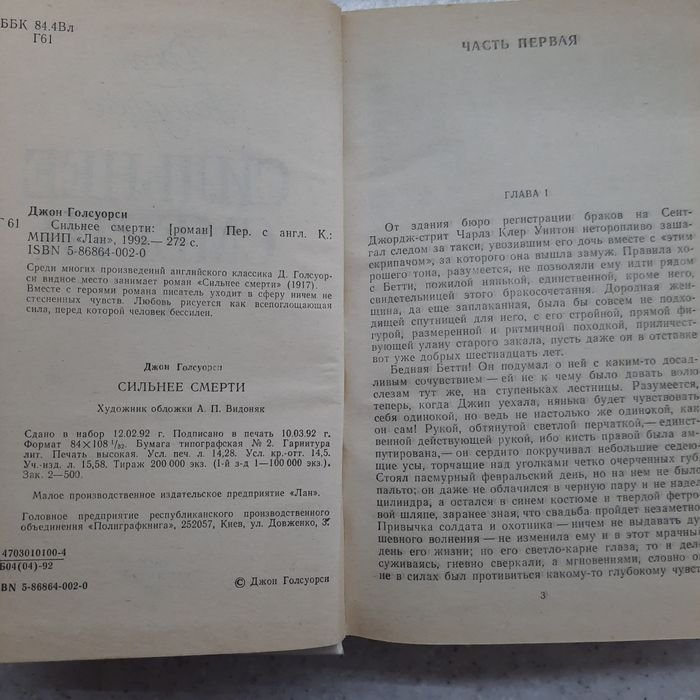 ББК 84.4Вл
Г61
Джон Голсуорси
Г 61
Сильнее смерти: [роман] Пер. с англ. К.:
МПИП «Лан», 1992.— 272 с.
ISBN 5-86864-002-0
Среди многих произведений английского классика Д. Голсуор-
си видное место занимает роман «Сильнее смерти» (1917).
Вместе с героями романа писатель уходит в сферу ничем не
стесненных чувств. Любовь рисуется как всепоглощающая
сила, перед которой человек бессилен.
Джон Голсуорси
СИЛЬНЕЕ СМЕРТИ
Художник обложки А. П. Видоняк
Сдано в набор 12.02.92 г. Подписано в печать 10.03.92 г.
Формат 84×108 1/32. Бумага типографская № 2. Гарнитура
лит. Печать высокая. Усл. печ. л. 14,28. Усл. кр.-отт. 14,5.
Уч.-изд. л. 15,58. Тираж 200 000 экз. (1-й з-д 1—100 000 экз.)
Зак. 2—500.
Малое производственное издательское предприятие «Лан».
Головное предприятие республиканского производственного
объединения «Полиграфкнига», 252057, Киев, ул. Довженко, 3.
4703010100-4
Б04(04)-92
BN 5-86864-002-0
© Джон Голсуорси
ЧАСТЬ ПЕРВАЯ
ГЛАВА 1
От здания бюро регистрации браков на Сент-
Джордж-стрит Чарлз Клер Уинтон неторопливо заша-
гал следом за такси, увозившим его дочь вместе с «этим
скрипачом», за которого она вышла замуж. Правила хо-
рошего тона, разумеется, не позволяли ему идти рядом
с Бетти, пожилой нянькой, единственной, кроме него,
свидетельницей этого бракосочетания. Дородная жен-
щина, да еще заплаканная, была бы совсем не подхо-
дящей спутницей для него, с его стройной, прямой фи-
гурой, размеренной и ритмичной походкой, приличест-
вующей улану старого закала, пусть даже он в отставке
вот уже добрых шестнадцать лет.
Бедная Бетти! Он подумал о ней с каким-то досад-
ливым сочувствием — ей не к чему было давать волю
слезам тут же, на ступеньках лестницы. Разумеется,
теперь, когда Джип уехала, нянька будет чувствовать
себя одинокой, но ведь не настолько же одинокой, как
он сам! Рукой, обтянутой светлой перчаткой,— единст-
венной действующей рукой, ибо кисть правой была ам-
путирована,— он сердито покручивал небольшие седею-
щие усы, торчащие над уголками четко очерченных губ.
Стоял пасмурный февральский день, но на нем не было
пальто; он даже не облачился в черную пару и не надел
цилиндра, а остался в синем костюме и твердой фетро-
вой шляпе, заранее зная, что свадьба пройдет незаметно.
Привычка солдата и охотника — ничем не выдавать ду-
шевного волнения — не изменила ему и в этот мрачный
день его жизни; но его светло-карие глаза, то и дело
суживаясь, гневно сверкали, а мгновениями, словно он
не в силах был противиться какому-то глубокому чувст-
3